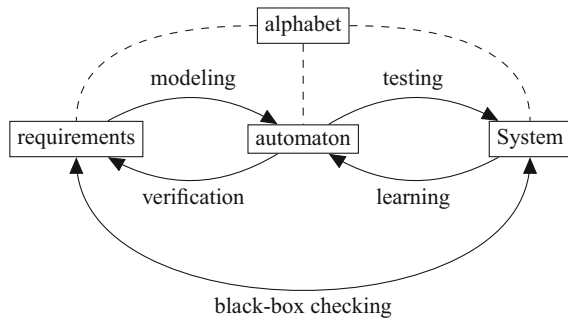 alphabet
modeling
testing
requirements
automaton
System
verification
learning
black-box checking